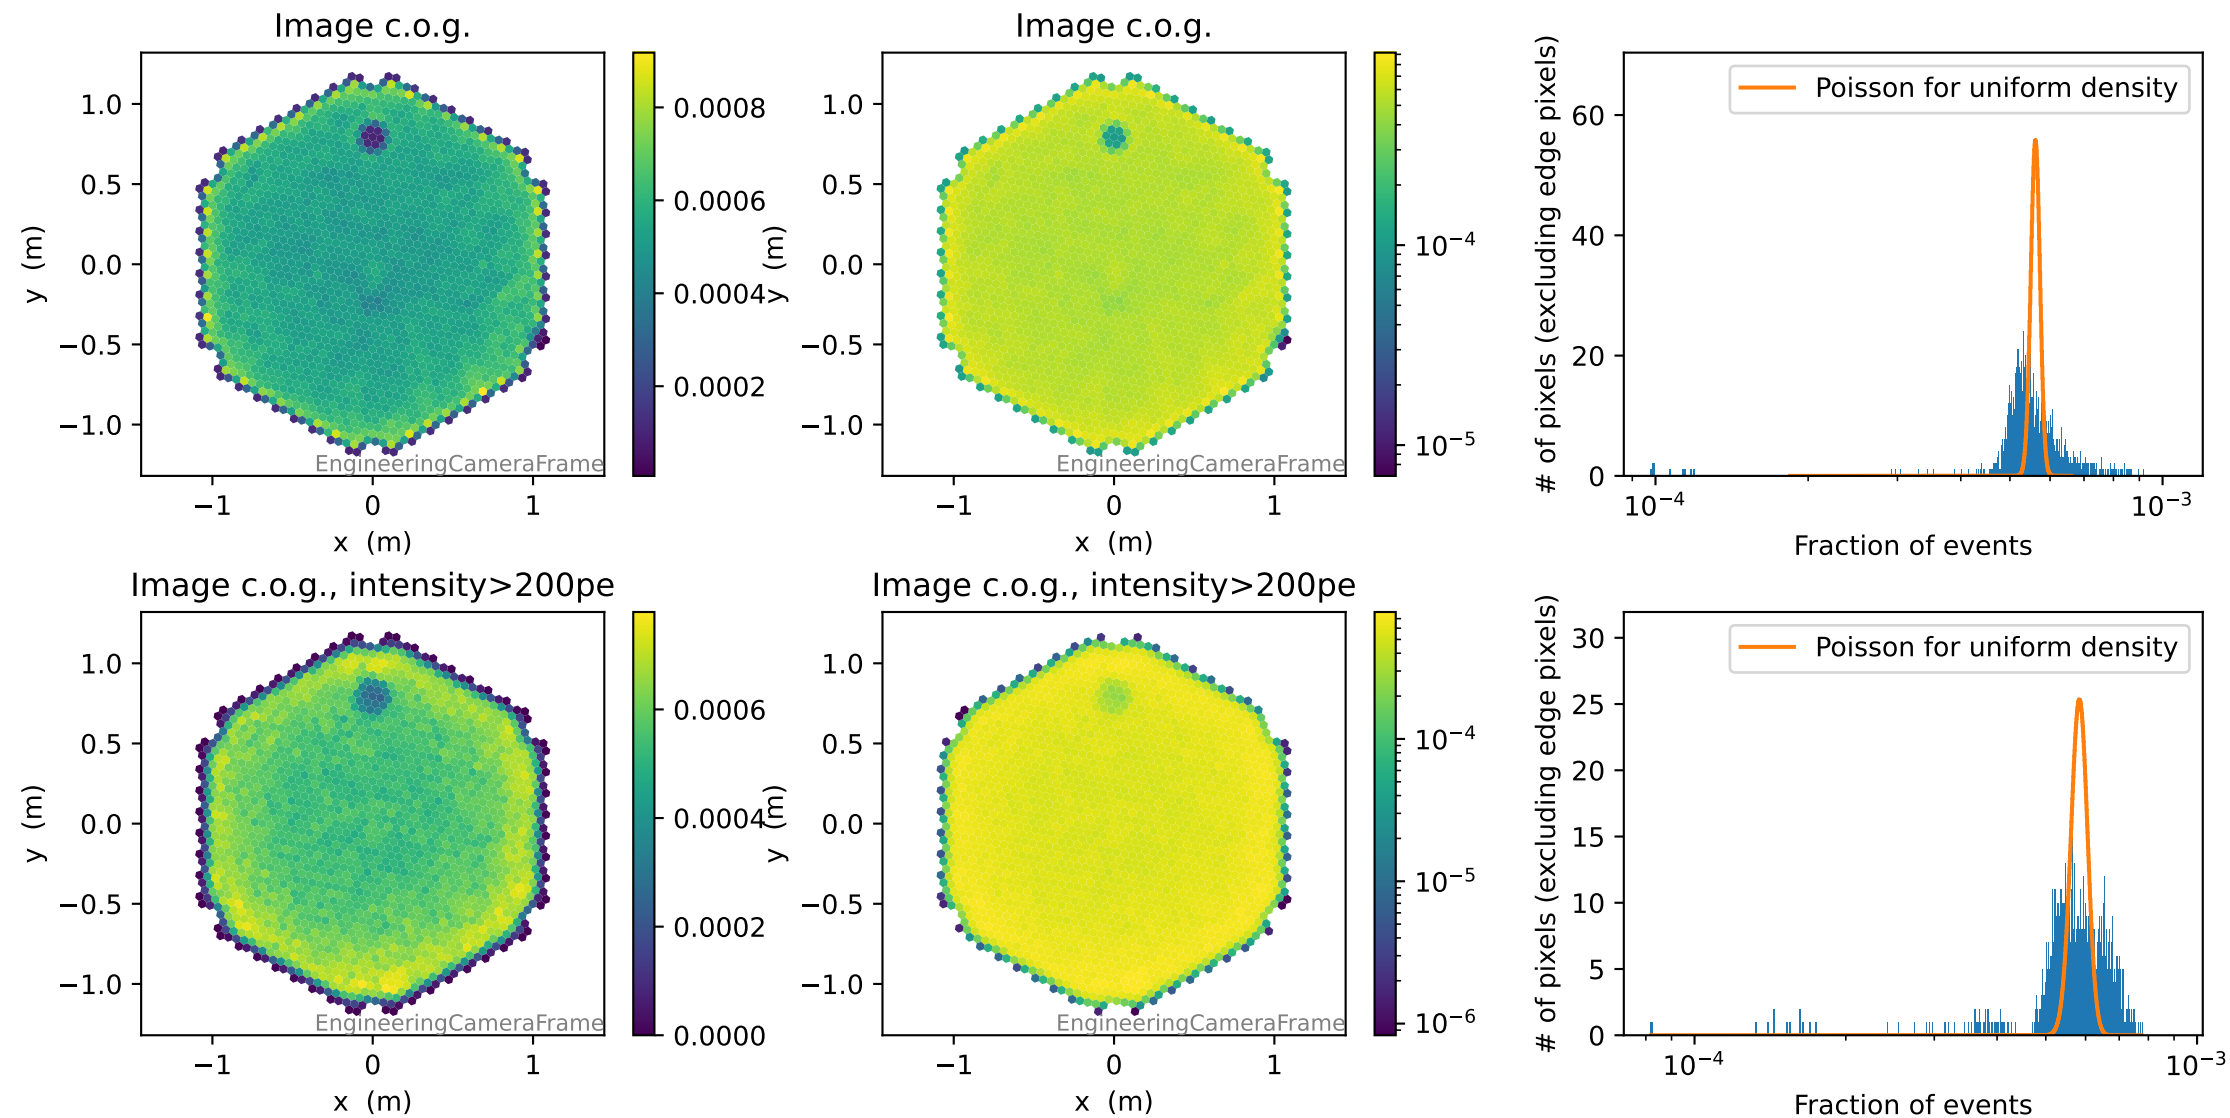 Image c.o.g.
1.0
0.5
0.0
−0.5
−1.0
y (m)
−1
0
1
x (m)
EngineeringCameraFrame
0.0008
0.0006
0.0004
0.0002
Image c.o.g.
1.0
0.5
0.0
−0.5
−1.0
y (m)
−1
0
1
x (m)
EngineeringCameraFrame
10⁻⁴
10⁻⁵
# of pixels (excluding edge pixels)
60
40
20
0
Poisson for uniform density
10⁻⁴
10⁻³
Fraction of events
Image c.o.g., intensity>200pe
1.0
0.5
0.0
−0.5
−1.0
y (m)
−1
0
1
x (m)
EngineeringCameraFrame
0.0006
0.0004
0.0002
0.0000
Image c.o.g., intensity>200pe
1.0
0.5
0.0
−0.5
−1.0
y (m)
−1
0
1
x (m)
EngineeringCameraFrame
10⁻⁴
10⁻⁵
10⁻⁶
# of pixels (excluding edge pixels)
30
25
20
15
10
5
0
Poisson for uniform density
10⁻⁴
10⁻³
Fraction of events